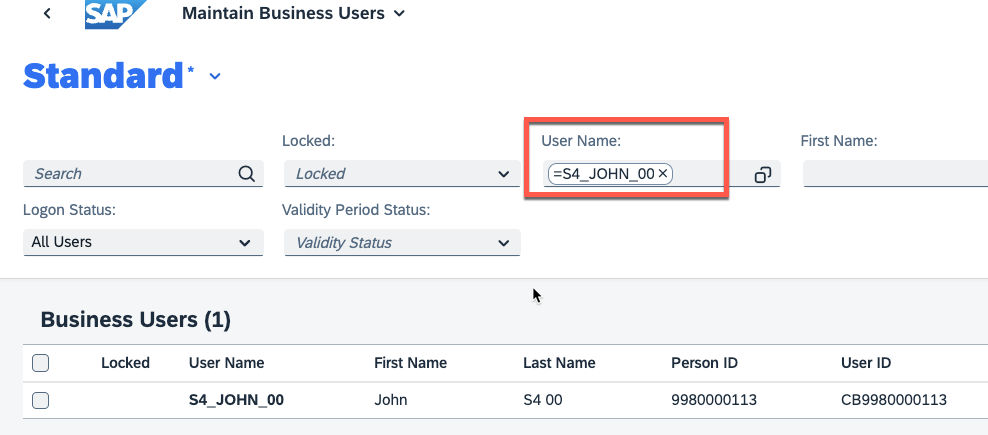 SAP Maintain Business Users
Standard*
Locked: User Name: First Name:
Search Locked =S4_JOHN_00
Logon Status: Validity Period Status:
All Users Validity Status
Business Users (1)
Locked User Name First Name Last Name Person ID User ID
S4_JOHN_00 John S4 00 9980000113 CB9980000113